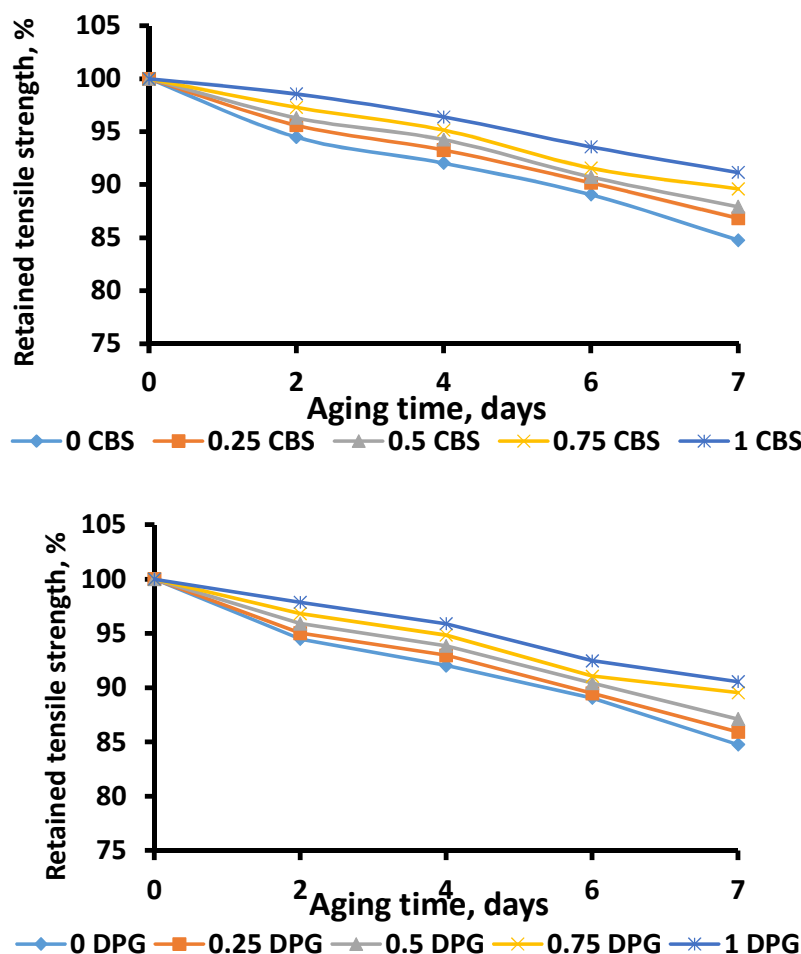 Retained tensile strength, %
105
100
95
90
85
80
75
0 2 4 6 7
Aging time, days
0 CBS 0.25 CBS 0.5 CBS 0.75 CBS 1 CBS
Retained tensile strength, %
105
100
95
90
85
80
75
0 2 4 6 7
Aging time, days
0 DPG 0.25 DPG 0.5 DPG 0.75 DPG 1 DPG